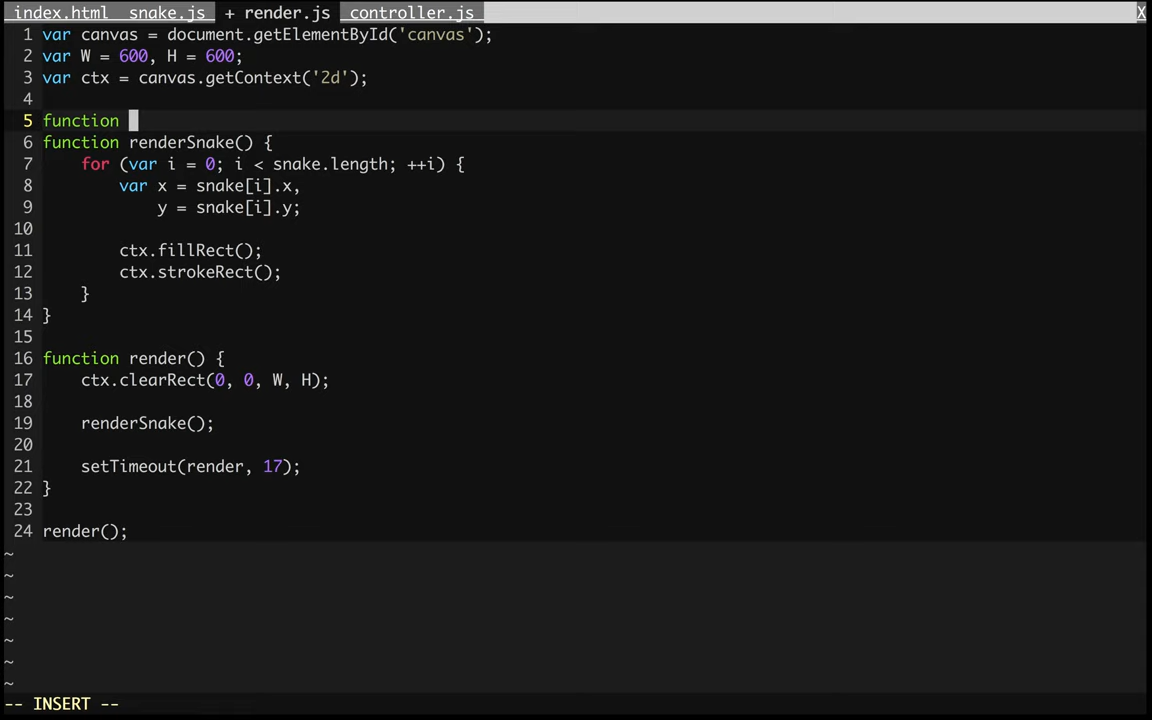 index.html snake.js + render.js controller.js X
1 var canvas = document.getElementById('canvas');
2 var W = 600, H = 600;
3 var ctx = canvas.getContext('2d');
4
5 function
6 function renderSnake() {
7     for (var i = 0; i < snake.length; ++i) {
8         var x = snake[i].x,
9             y = snake[i].y;
10
11         ctx.fillRect();
12         ctx.strokeRect();
13     }
14 }
15
16 function render() {
17     ctx.clearRect(0, 0, W, H);
18
19     renderSnake();
20
21     setTimeout(render, 17);
22 }
23
24 render();
~
~
~
~
~
~
~
-- INSERT --